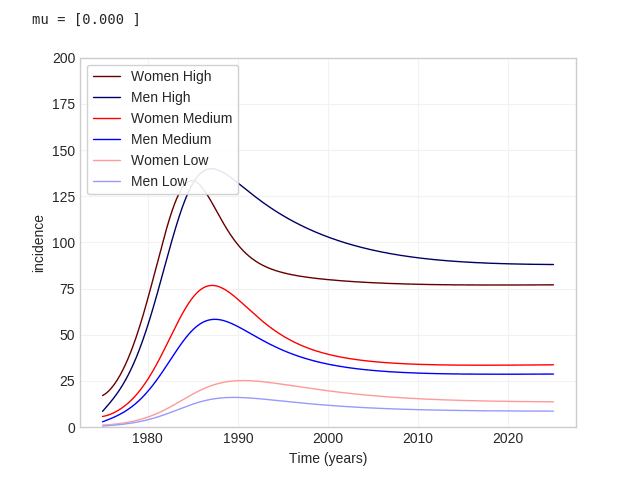 mu = [0.000 ]
200
175
150
125
100
75
50
25
0
incidence
Women High
Men High
Women Medium
Men Medium
Women Low
Men Low
1980 1990 2000 2010 2020
Time (years)